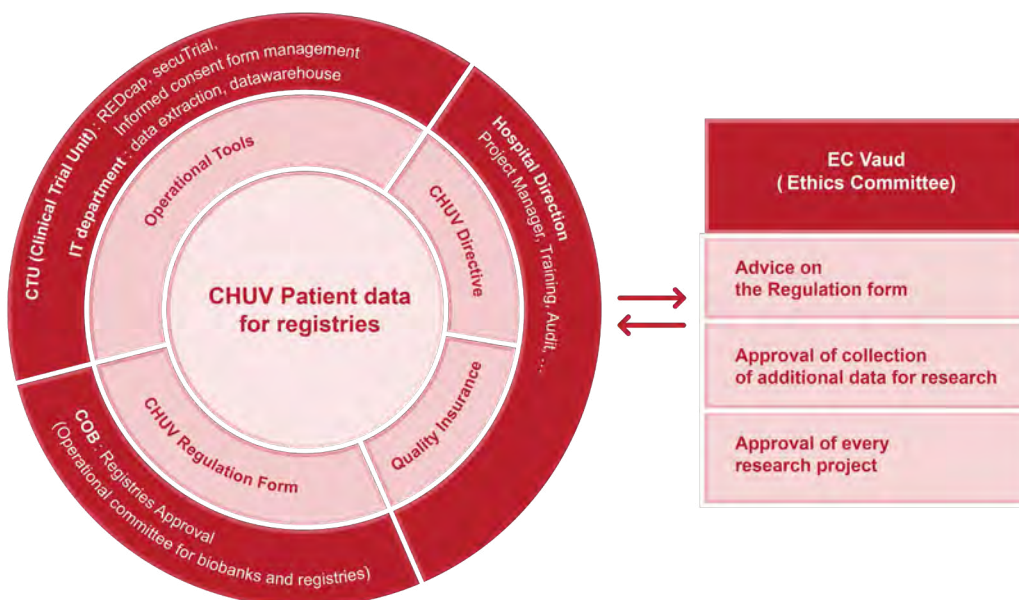 CTU (Clinical Trial Unit) : REDcap, secuTrial,
Informed consent form management
IT department : data extraction, datawarehouse
Operational Tools
Hospital Direction
Project Manager, Training, Audit, ...
CHUV Directive
CHUV Patient data
for registries
Quality Insurance
CHUV Regulation Form
COB : Registries Approval
(Operational committee for biobanks and registries)
EC Vaud
( Ethics Committee)
Advice on
the Regulation form
Approval of collection
of additional data for research
Approval of every
research project